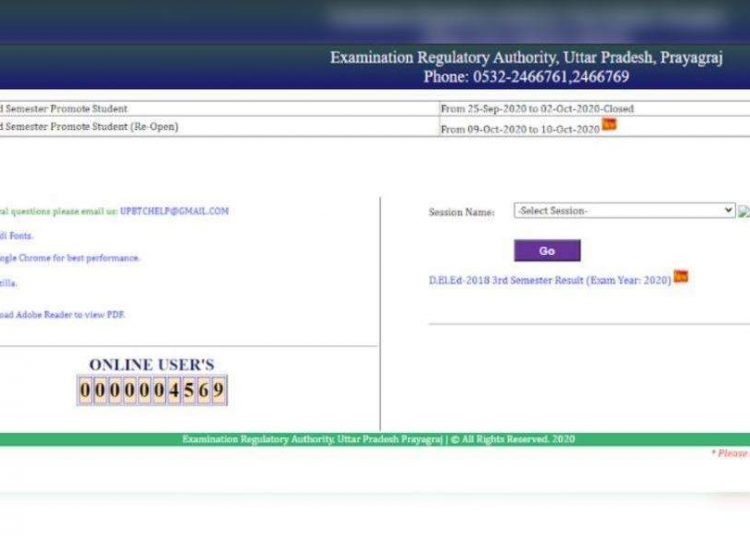 Examination Regulatory Authority, Uttar Pradesh, Prayagraj
Phone: 0532-2466761,2466769
d Semester Promote Student From 25-Sep-2020 to 02-Oct-2020-Closed
d Semester Promote Student (Re-Open) From 09-Oct-2020 to 10-Oct-2020
al questions please email us: UPBTCHELP@GMAIL.COM
di Fonts.
ogle Chrome for best performance.
zilla.
oad Adobe Reader to view PDF.
Session Name: -Select Session-
Go
D.El.Ed-2018 3rd Semester Result (Exam Year: 2020)
ONLINE USER'S
0000004569
Examination Regulatory Authority, Uttar Pradesh Prayagraj | © All Rights Reserved. 2020
* Please